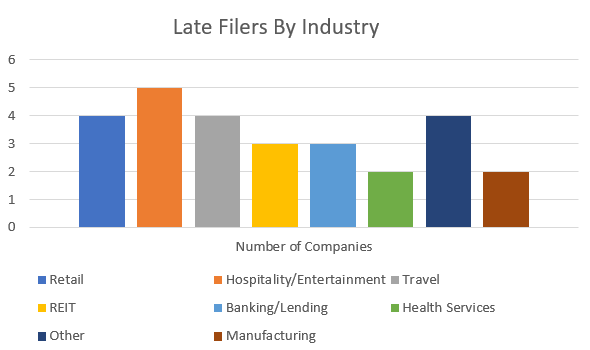 Late Filers By Industry
6
5
4
3
2
1
0
Number of Companies
Retail Hospitality/Entertainment Travel
REIT Banking/Lending Health Services
Other Manufacturing